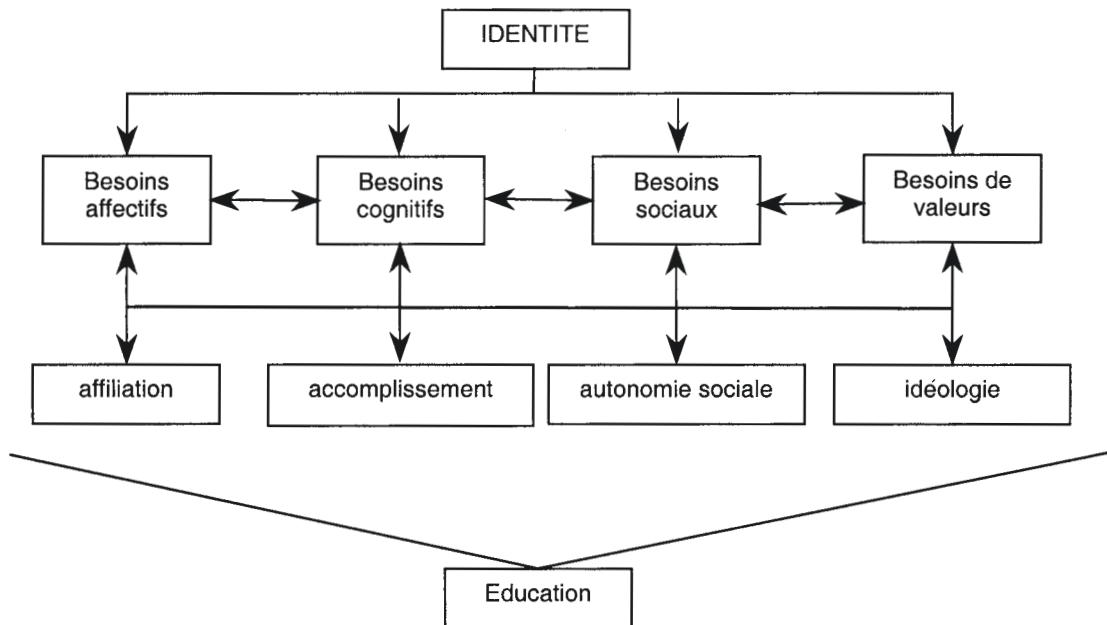 IDENTITE
Besoins
affectifs
Besoins
cognitifs
Besoins
sociaux
Besoins de
valeurs
affiliation
accomplissement
autonomie sociale
idéologie
Education